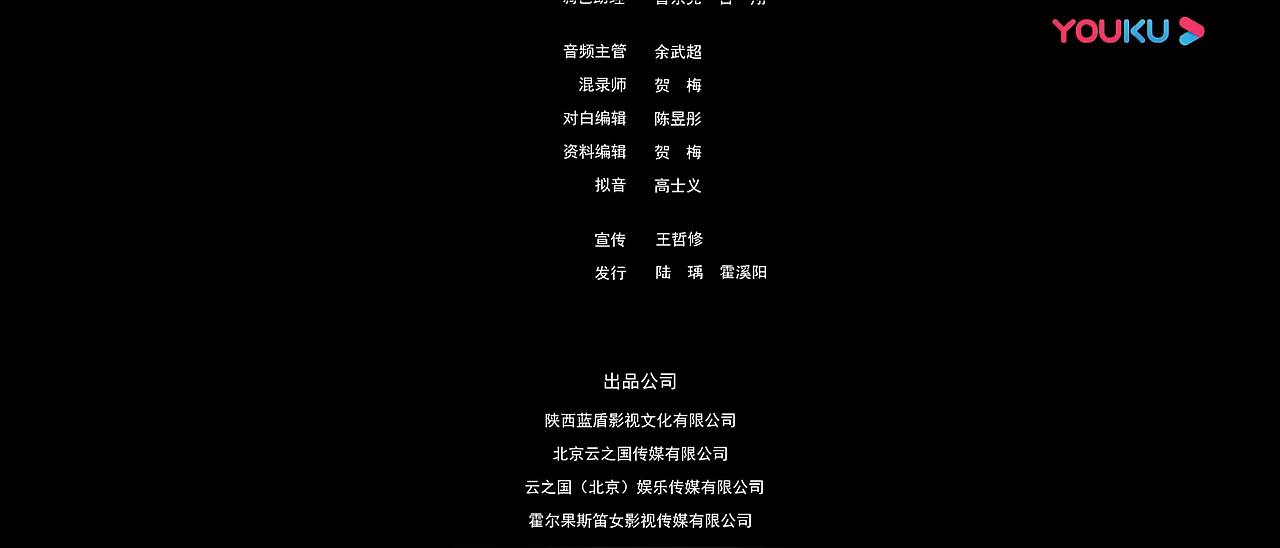 YOUKU
音频主管 余武超
混录师 贺 梅
对白编辑 陈昱彤
资料编辑 贺 梅
拟音 高士义
宣传 王哲修
发行 陆 瑀 霍溪阳
出品公司
陕西蓝盾影视文化有限公司
北京云之国传媒有限公司
云之国（北京）娱乐传媒有限公司
霍尔果斯笛女影视传媒有限公司